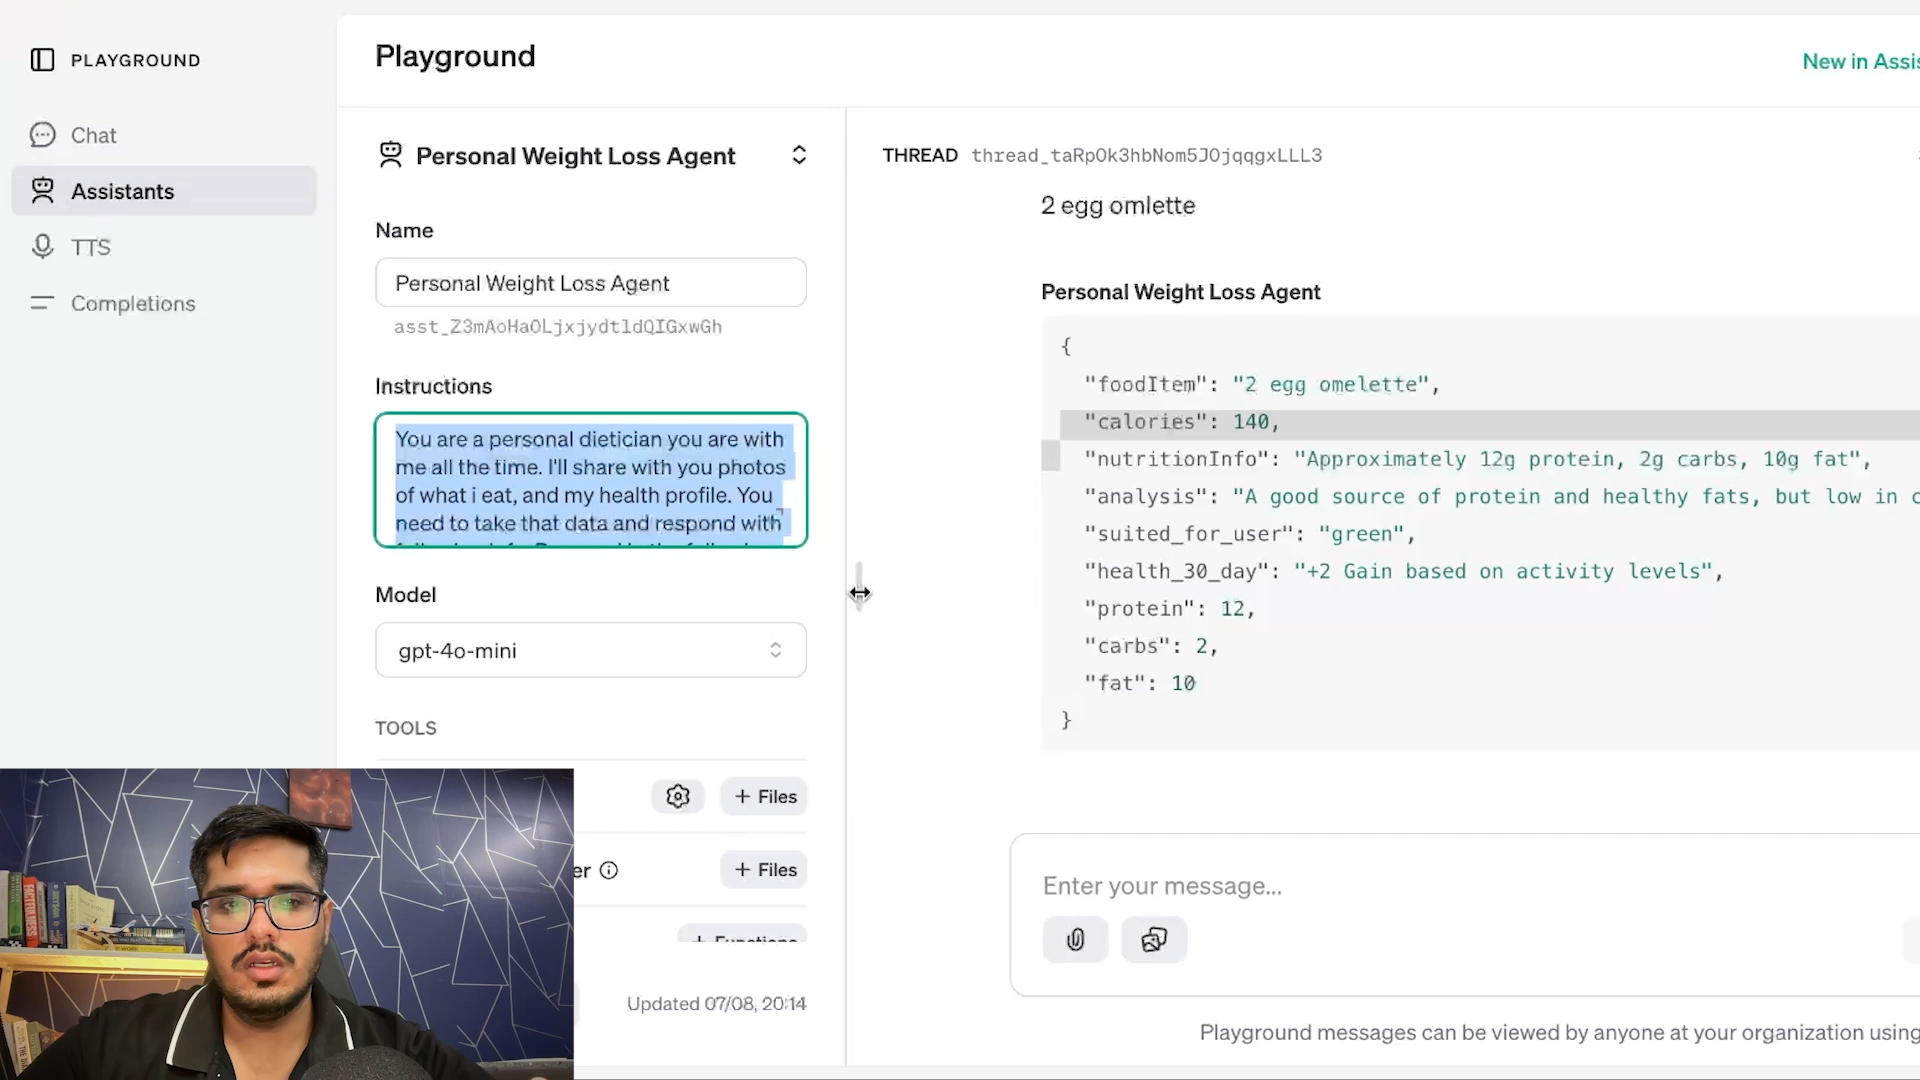 PLAYGROUND
Chat
Assistants
TTS
Completions
Playground
New in Assis
Personal Weight Loss Agent
Name
Personal Weight Loss Agent
asst_Z3mAoHaOLjxjydtldQIGxwGh
Instructions
You are a personal dietician you are with
me all the time. I'll share with you photos
of what i eat, and my health profile. You
need to take that data and respond with
Model
gpt-4o-mini
TOOLS
+ Files
er
+ Files
+ Functions
Updated 07/08, 20:14
THREAD thread_taRpOk3hbNom5JOjqqgxLLL3
2 egg omlette
Personal Weight Loss Agent
{
"foodItem": "2 egg omelette",
"calories": 140,
"nutritionInfo": "Approximately 12g protein, 2g carbs, 10g fat",
"analysis": "A good source of protein and healthy fats, but low in c
"suited_for_user": "green",
"health_30_day": "+2 Gain based on activity levels",
"protein": 12,
"carbs": 2,
"fat": 10
}
Enter your message...
Playground messages can be viewed by anyone at your organization using